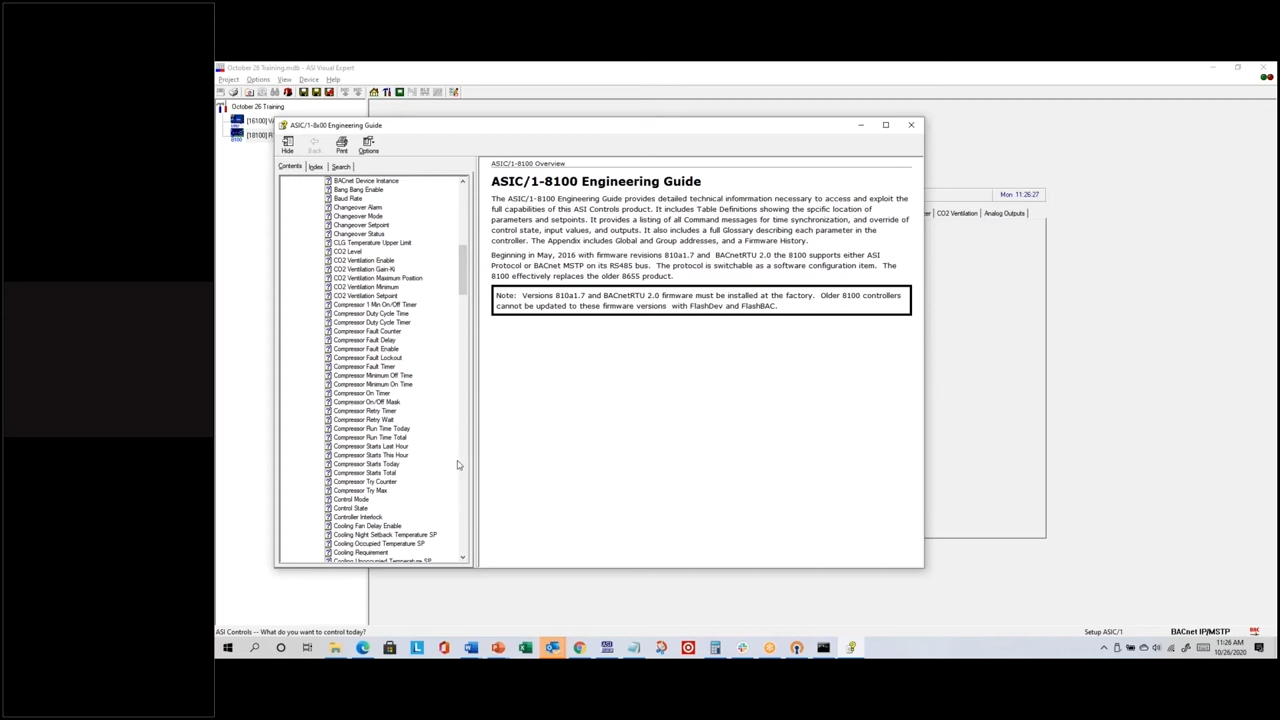 October 26 Training.mdb - ASI Visual Expert
Project Options View Device Help
October 26 Training
[16100] VA
[18100] R
8100
ASIC/1-8x00 Engineering Guide
Hide Back Print Options
Contents Index Search
BACnet Device Instance
Bang Bang Enable
Baud Rate
Changeover Alarm
Changeover Mode
Changeover Setpoint
Changeover Status
CLG Temperature Upper Limit
CO2 Level
CO2 Ventilation Enable
CO2 Ventilation Gain-Ki
CO2 Ventilation Maximum Position
CO2 Ventilation Minimum
CO2 Ventilation Setpoint
Compressor 1 Min On/Off Timer
Compressor Duty Cycle Time
Compressor Duty Cycle Timer
Compressor Fault Counter
Compressor Fault Delay
Compressor Fault Enable
Compressor Fault Lockout
Compressor Fault Timer
Compressor Minimum Off Time
Compressor Minimum On Time
Compressor On Timer
Compressor On/Off Mask
Compressor Retry Timer
Compressor Retry Wait
Compressor Run Time Today
Compressor Run Time Total
Compressor Starts Last Hour
Compressor Starts This Hour
Compressor Starts Today
Compressor Starts Total
Compressor Try Counter
Compressor Try Max
Control Mode
Control State
Controller Interlock
Cooling Fan Delay Enable
Cooling Night Setback Temperature SP
Cooling Occupied Temperature SP
Cooling Requirement
Cooling Unoccupied Temperature SP
ASIC/1-8100 Overview
ASIC/1-8100 Engineering Guide
The ASIC/1-8100 Engineering Guide provides detailed technical infomrmation necessary to access and exploit the
full capabilities of this ASI Controls product. It includes Table Definitions showing the spcific location of
parameters and setpoints. It provides a listing of all Command messages for time synchronization, and override of
control state, input values, and outputs. It also includes a full Glossary describing each parameter in the
controller. The Appendix includes Global and Group addresses, and a Firmware History.
Beginning in May, 2016 with firmware revisions 810a1.7 and BACnetRTU 2.0 the 8100 supports either ASI
Protocol or BACnet MSTP on its RS485 bus. The protocol is switchable as a software configuration item. The
8100 effectively replaces the older 8655 product.
Note: Versions 810a1.7 and BACnetRTU 2.0 firmware must be installed at the factory. Older 8100 controllers
cannot be updated to these firmware versions with FlashDev and FlashBAC.
Mon 11:26:27
CO2 Ventilation Analog Outputs
ASI Controls -- What do you want to control today?
Setup ASIC/1
BACnet IP/MSTP
11:26 AM
10/26/2020